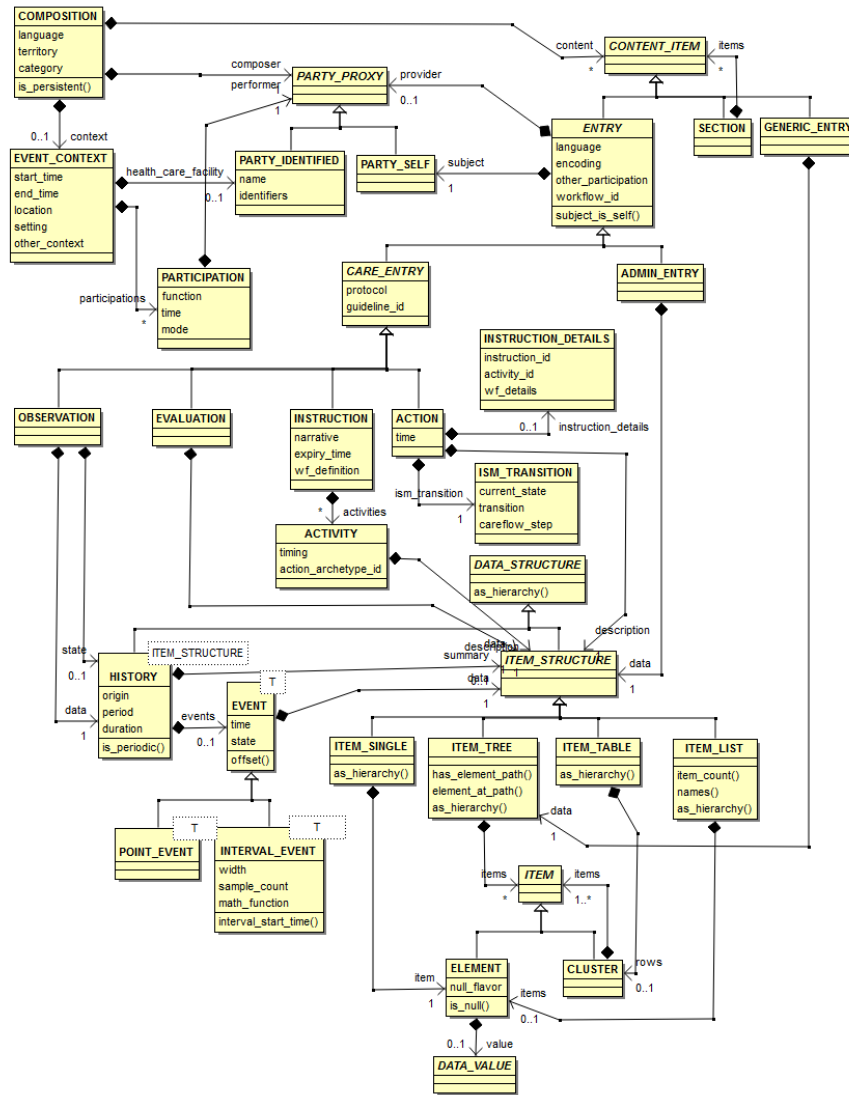 COMPOSITION
language
territory
category
is_persistent()
content
*
CONTENT_ITEM
items
*
composer
1
performer
1
PARTY_PROXY
provider
0..1
0..1
context
ENTRY
language
encoding
other_participation
workflow_id
subject_is_self()
SECTION
GENERIC_ENTRY
EVENT_CONTEXT
start_time
end_time
location
setting
other_context
health_care_facility
0..1
PARTY_IDENTIFIED
name
identifiers
PARTY_SELF
subject
1
participations
*
PARTICIPATION
function
time
mode
CARE_ENTRY
protocol
guideline_id
ADMIN_ENTRY
INSTRUCTION_DETAILS
instruction_id
activity_id
wf_details
0..1
instruction_details
OBSERVATION
EVALUATION
INSTRUCTION
narrative
expiry_time
wf_definition
ACTION
time
ism_transition
1
ISM_TRANSITION
current_state
transition
careflow_step
*
activities
ACTIVITY
timing
action_archetype_id
DATA_STRUCTURE
as_hierarchy()
state
0..1
data
1
ITEM_STRUCTURE
HISTORY
origin
period
duration
is_periodic()
summary
0..1
description
1
data
1
description
1
ITEM_STRUCTURE
data
1
data
1
events
0..1
T
EVENT
time
state
offset()
ITEM_SINGLE
as_hierarchy()
ITEM_TREE
has_element_path()
element_at_path()
as_hierarchy()
ITEM_TABLE
as_hierarchy()
ITEM_LIST
item_count()
names()
as_hierarchy()
data
1
T
POINT_EVENT
T
INTERVAL_EVENT
width
sample_count
math_function
interval_start_time()
items
*
ITEM
items
1..*
item
1
ELEMENT
null_flavor
is_null()
items
0..1
CLUSTER
rows
0..1
0..1
value
DATA_VALUE